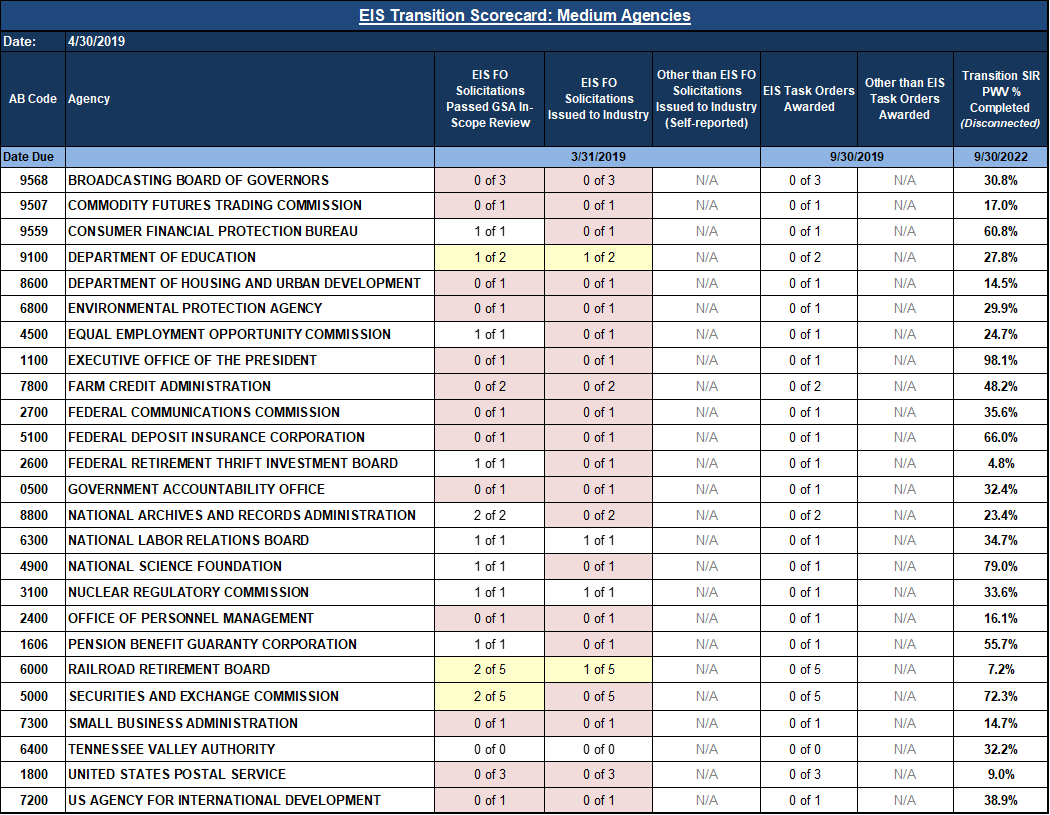 EIS Transition Scorecard: Medium Agencies
Date: 4/30/2019
AB Code Agency EIS FO Solicitations Passed GSA In-Scope Review EIS FO Solicitations Issued to Industry Other than EIS FO Solicitations Issued to Industry (Self-reported) EIS Task Orders Awarded Other than EIS Task Orders Awarded Transition SIR PWV % Completed (Disconnected)
Date Due 3/31/2019 9/30/2019 9/30/2022
9568 BROADCASTING BOARD OF GOVERNORS 0 of 3 0 of 3 N/A 0 of 3 N/A 30.8%
9507 COMMODITY FUTURES TRADING COMMISSION 0 of 1 0 of 1 N/A 0 of 1 N/A 17.0%
9559 CONSUMER FINANCIAL PROTECTION BUREAU 1 of 1 0 of 1 N/A 0 of 1 N/A 60.8%
9100 DEPARTMENT OF EDUCATION 1 of 2 1 of 2 N/A 0 of 2 N/A 27.8%
8600 DEPARTMENT OF HOUSING AND URBAN DEVELOPMENT 0 of 1 0 of 1 N/A 0 of 1 N/A 14.5%
6800 ENVIRONMENTAL PROTECTION AGENCY 0 of 1 0 of 1 N/A 0 of 1 N/A 29.9%
4500 EQUAL EMPLOYMENT OPPORTUNITY COMMISSION 1 of 1 0 of 1 N/A 0 of 1 N/A 24.7%
1100 EXECUTIVE OFFICE OF THE PRESIDENT 0 of 1 0 of 1 N/A 0 of 1 N/A 98.1%
7800 FARM CREDIT ADMINISTRATION 0 of 2 0 of 2 N/A 0 of 2 N/A 48.2%
2700 FEDERAL COMMUNICATIONS COMMISSION 0 of 1 0 of 1 N/A 0 of 1 N/A 35.6%
5100 FEDERAL DEPOSIT INSURANCE CORPORATION 0 of 1 0 of 1 N/A 0 of 1 N/A 66.0%
2600 FEDERAL RETIREMENT THRIFT INVESTMENT BOARD 1 of 1 0 of 1 N/A 0 of 1 N/A 4.8%
0500 GOVERNMENT ACCOUNTABILITY OFFICE 0 of 1 0 of 1 N/A 0 of 1 N/A 32.4%
8800 NATIONAL ARCHIVES AND RECORDS ADMINISTRATION 2 of 2 0 of 2 N/A 0 of 2 N/A 23.4%
6300 NATIONAL LABOR RELATIONS BOARD 1 of 1 1 of 1 N/A 0 of 1 N/A 34.7%
4900 NATIONAL SCIENCE FOUNDATION 1 of 1 0 of 1 N/A 0 of 1 N/A 79.0%
3100 NUCLEAR REGULATORY COMMISSION 1 of 1 1 of 1 N/A 0 of 1 N/A 33.6%
2400 OFFICE OF PERSONNEL MANAGEMENT 0 of 1 0 of 1 N/A 0 of 1 N/A 16.1%
1606 PENSION BENEFIT GUARANTY CORPORATION 1 of 1 0 of 1 N/A 0 of 1 N/A 55.7%
6000 RAILROAD RETIREMENT BOARD 2 of 5 1 of 5 N/A 0 of 5 N/A 7.2%
5000 SECURITIES AND EXCHANGE COMMISSION 2 of 5 0 of 5 N/A 0 of 5 N/A 72.3%
7300 SMALL BUSINESS ADMINISTRATION 0 of 1 0 of 1 N/A 0 of 1 N/A 14.7%
6400 TENNESSEE VALLEY AUTHORITY 0 of 0 0 of 0 N/A 0 of 0 N/A 32.2%
1800 UNITED STATES POSTAL SERVICE 0 of 3 0 of 3 N/A 0 of 3 N/A 9.0%
7200 US AGENCY FOR INTERNATIONAL DEVELOPMENT 0 of 1 0 of 1 N/A 0 of 1 N/A 38.9%